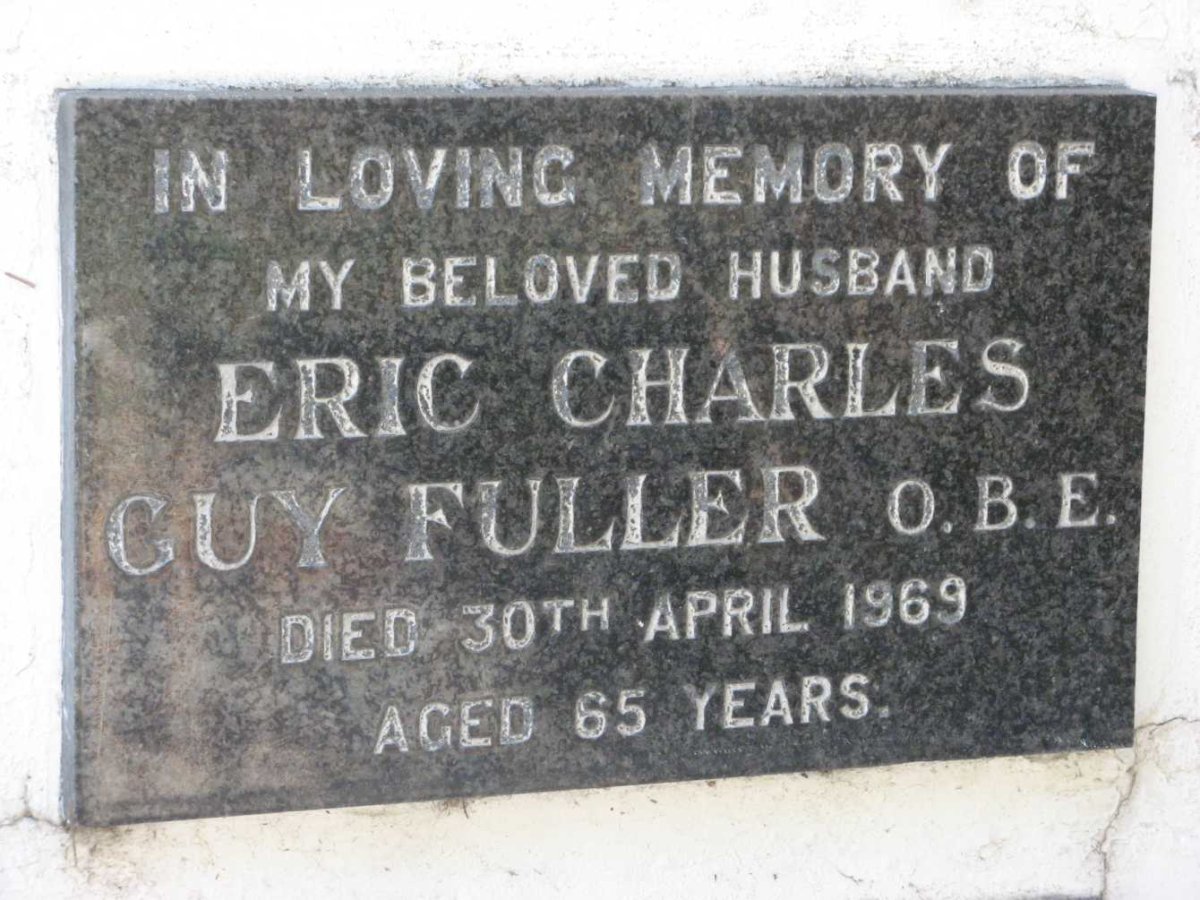 IN LOVING MEMORY OF
MY BELOVED HUSBAND
ERIC CHARLES
GUY FULLER O.B.E.
DIED 30TH APRIL 1969
AGED 65 YEARS.